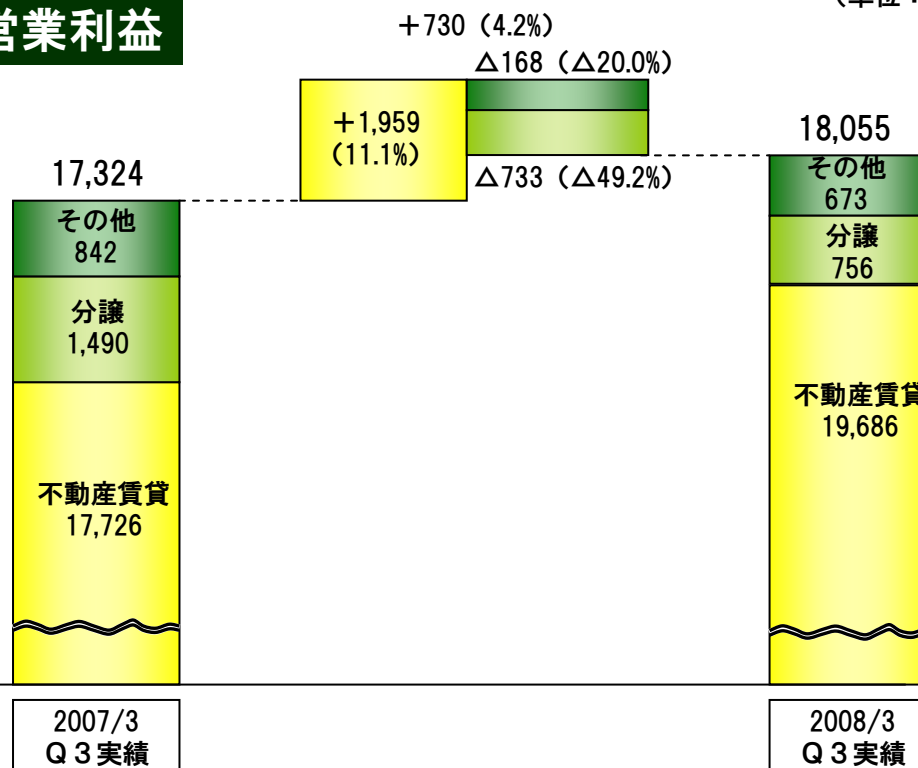 営業利益
(単位：
+730 (4.2%)
△168 (△20.0%)
+1,959
(11.1%)
△733 (△49.2%)
17,324
その他
842
分譲
1,490
不動産賃貸
17,726
2007/3
Q３実績
18,055
その他
673
分譲
756
不動産賃貸
19,686
2008/3
Q３実績